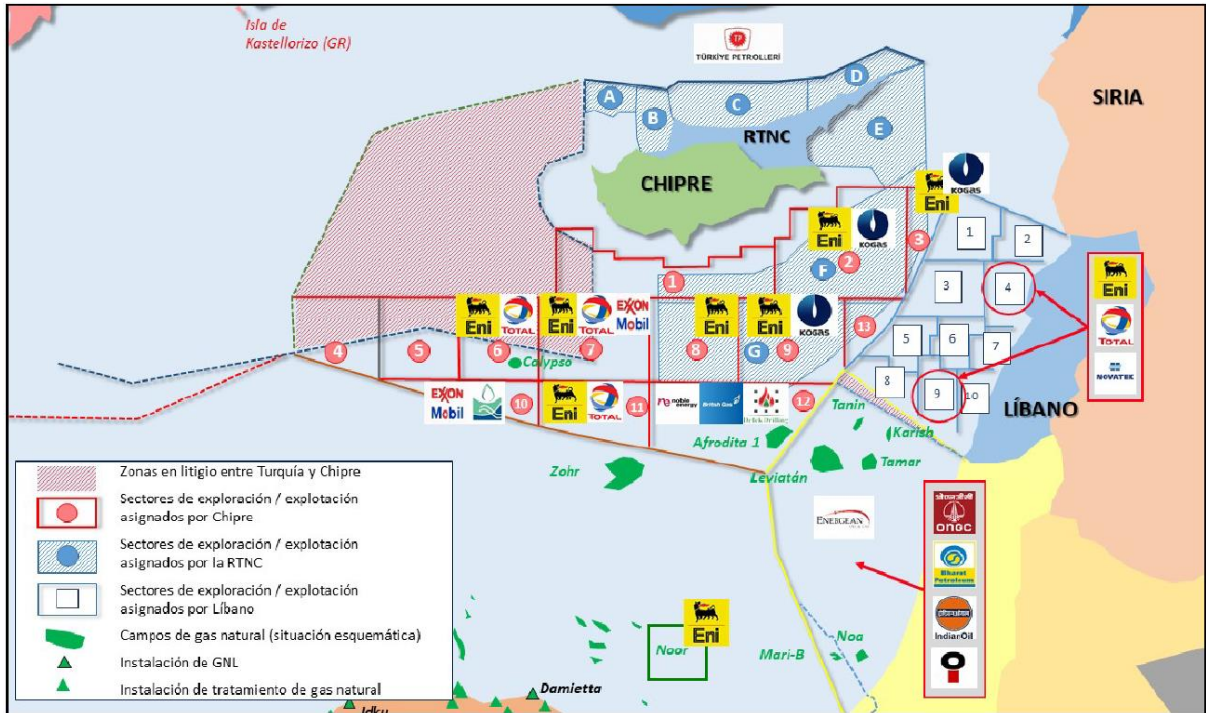 Isla de
Kastellorizo (GR)
TP
TÜRKİYE PETROLLERİ
SIRIA
A
B
C
D
E
RTNC
CHIPRE
KOGAS
Eni
Eni
KOGAS
1
2
3
F
2
3
1
4
Eni
TOTAL
Eni
TOTAL
EXXON
Mobil
Eni
Eni
KOGAS
13
5
6
7
4
5
6
7
8
G
9
Calypso
8
9
10
LÍBANO
Eni
TOTAL
NOVATEK
EXXON
Mobil
10
Eni
TOTAL
11
noble
energy
British Gas
Delek Drilling
12
Tanin
Karish
Afrodita 1
Leviatán
Tamar
Zohr
ENERGEAN
ओएनजीसी
ONGC
Bharat
Petroleum
IndianOil
Zonas en litigio entre Turquía y Chipre
Sectores de exploración / explotación
asignados por Chipre
Sectores de exploración / explotación
asignados por la RTNC
Sectores de exploración / explotación
asignados por Líbano
Campos de gas natural (situación esquemática)
Instalación de GNL
Instalación de tratamiento de gas natural
Eni
Noor
Noa
Mari-B
Damietta
Idku